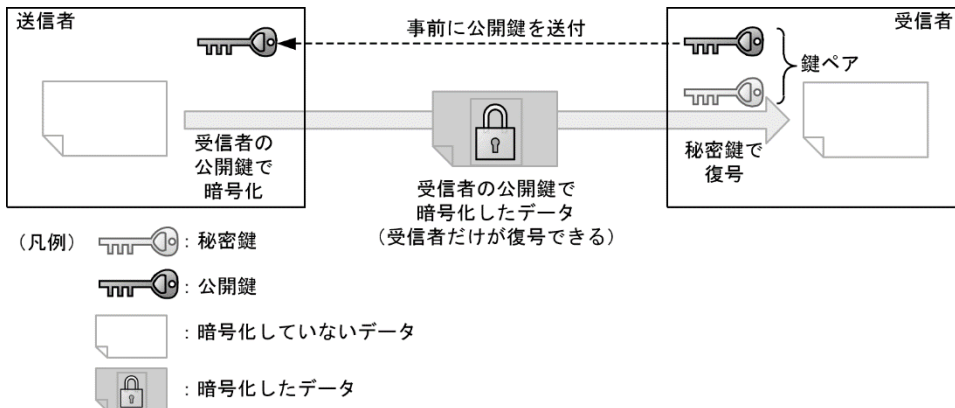 送信者
受信者
事前に公開鍵を送付
鍵ペア
受信者の
公開鍵で
暗号化
秘密鍵で
復号
受信者の公開鍵で
暗号化したデータ
（受信者だけが復号できる）
（凡例）
：秘密鍵
：公開鍵
：暗号化していないデータ
：暗号化したデータ